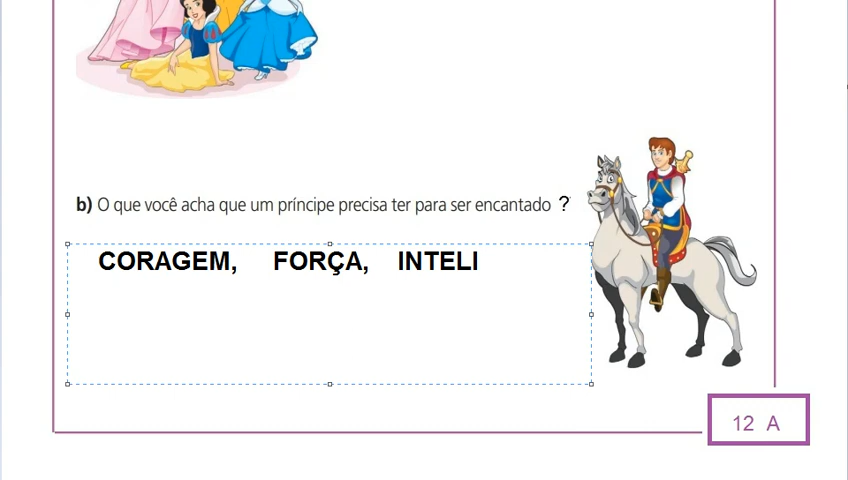 b) O que você acha que um príncipe precisa ter para ser encantado ?
CORAGEM, FORÇA, INTELI
12 A